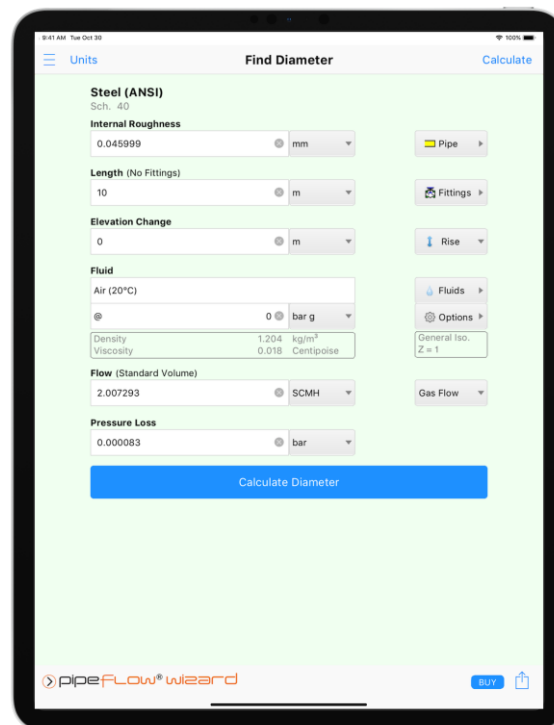 9:41 AM Tue Oct 30 100%
Units Find Diameter Calculate
Steel (ANSI)
Sch. 40
Internal Roughness
0.045999 mm Pipe
Length (No Fittings)
10 m Fittings
Elevation Change
0 m Rise
Fluid
Air (20°C) Fluids
@ 0 bar g Options
Density 1.204 kg/m³ General Iso.
Viscosity 0.018 Centipoise Z = 1
Flow (Standard Volume)
2.007293 SCMH Gas Flow
Pressure Loss
0.000083 bar
Calculate Diameter
pipeFLOW® wizard BUY